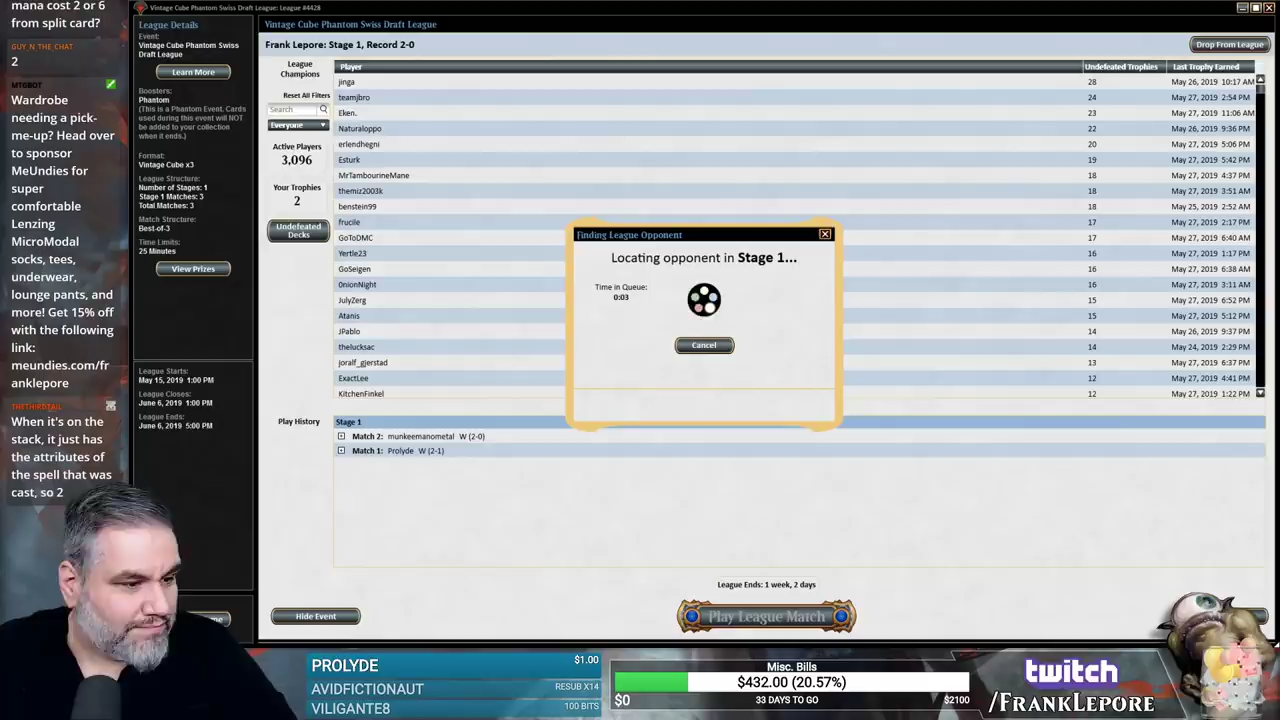 mana cost 2 or 6
from split card?
GUY_N_THE_CHAT
2
MTGBOT
Wardrobe
needing a pick-
me-up? Head over
to sponsor
MeUndies for
super
comfortable
Lenzing
MicroModal
socks, tees,
underwear,
lounge pants, and
more! Get 15% off
with the following
link:
meundies.com/fr
anklepore
THETHIRDTAIL
When it's on the
stack, it just has
the attributes of
the spell that was
cast, so 2
Vintage Cube Phantom Swiss Draft League: League #4428
League Details
Event:
Vintage Cube Phantom Swiss
Draft League
Learn More
Boosters:
Phantom
(This is a Phantom Event. Cards
used during this event will NOT
be added to your collection
when it ends.)
Format:
Vintage Cube x3
League Structure:
Number of Stages: 1
Stage 1 Matches: 3
Total Matches: 3
Match Structure:
Best-of-3
Time Limits:
25 Minutes
View Prizes
League Starts:
May 15, 2019 1:00 PM
League Closes:
June 6, 2019 1:00 PM
League Ends:
June 6, 2019 5:00 PM
Vintage Cube Phantom Swiss Draft League
Frank Lepore: Stage 1, Record 2-0
Drop From League
League
Champions
Reset All Filters
Search
Everyone
Active Players
3,096
Your Trophies
2
Undefeated
Decks
Player Undefeated Trophies Last Trophy Earned
jinga 28 May 26, 2019 10:17 AM
teamjbro 24 May 27, 2019 2:54 PM
Eken. 23 May 27, 2019 11:06 AM
Naturaloppo 22 May 26, 2019 9:36 PM
erlendhegni 20 May 27, 2019 5:06 PM
Esturk 19 May 27, 2019 5:42 PM
MrTambourineMane 18 May 27, 2019 4:37 PM
themiz2003k 18 May 27, 2019 3:51 AM
benstein99 18 May 25, 2019 2:52 AM
frucile 17 May 27, 2019 2:17 PM
GoToDMC 17 May 27, 2019 6:40 AM
Yertle23 16 May 27, 2019 1:17 PM
GoSeigen 16 May 27, 2019 6:38 AM
0nionNight 16 May 27, 2019 3:11 AM
JulyZerg 15 May 27, 2019 6:52 PM
Atanis 15 May 27, 2019 5:12 PM
JPablo 14 May 26, 2019 9:37 PM
thelucksac 14 May 24, 2019 2:29 PM
joralf_gjerstad 13 May 27, 2019 6:37 PM
ExactLee 12 May 27, 2019 4:41 PM
KitchenFinkel 12 May 27, 2019 1:22 PM
Finding League Opponent
Locating opponent in Stage 1...
Time in Queue:
0:03
Cancel
Play History
Stage 1
Match 2: munkeemanometal W (2-0)
Match 1: Prolyde W (2-1)
League Ends: 1 week, 2 days
Hide Event
Play League Match
PROLYDE $1.00
AVIDFICTIONAUT RESUB X14
VILIGANTE8 100 BITS
Misc. Bills
$432.00 (20.57%)
$0 33 DAYS TO GO $2100
twitch
/FrankLepore